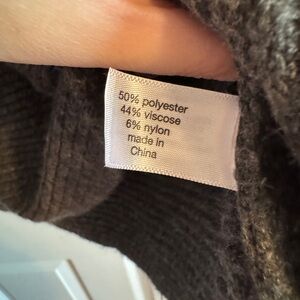 50% polyester
44% viscose
6% nylon
made in
China